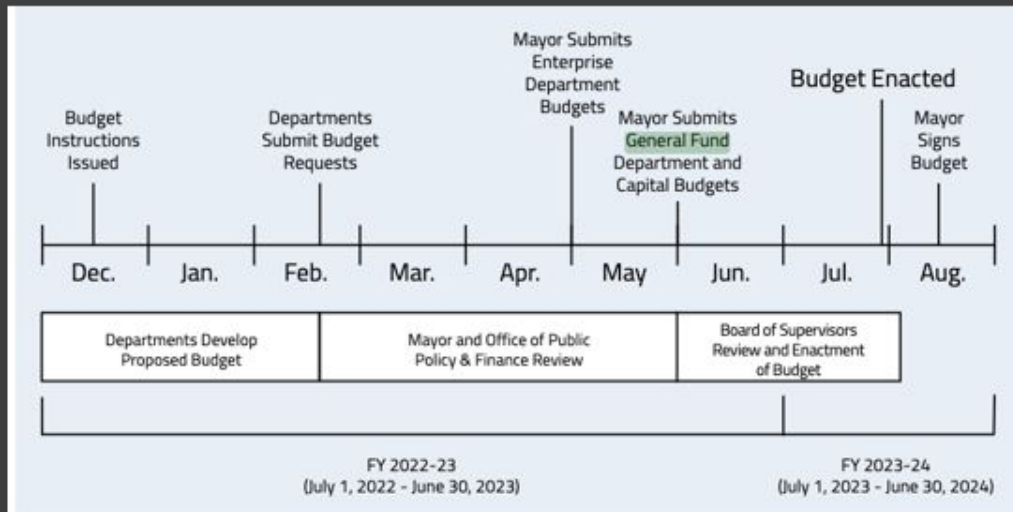 Budget
Instructions
Issued
Departments
Submit Budget
Requests
Mayor Submits
Enterprise
Department
Budgets
Mayor Submits
General Fund
Department and
Capital Budgets
Budget Enacted
Mayor
Signs
Budget
Dec.
Jan.
Feb.
Mar.
Apr.
May
Jun.
Jul.
Aug.
Departments Develop
Proposed Budget
Mayor and Office of Public
Policy & Finance Review
Board of Supervisors
Review and Enactment
of Budget
FY 2022-23
(July 1, 2022 - June 30, 2023)
FY 2023-24
(July 1, 2023 - June 30, 2024)